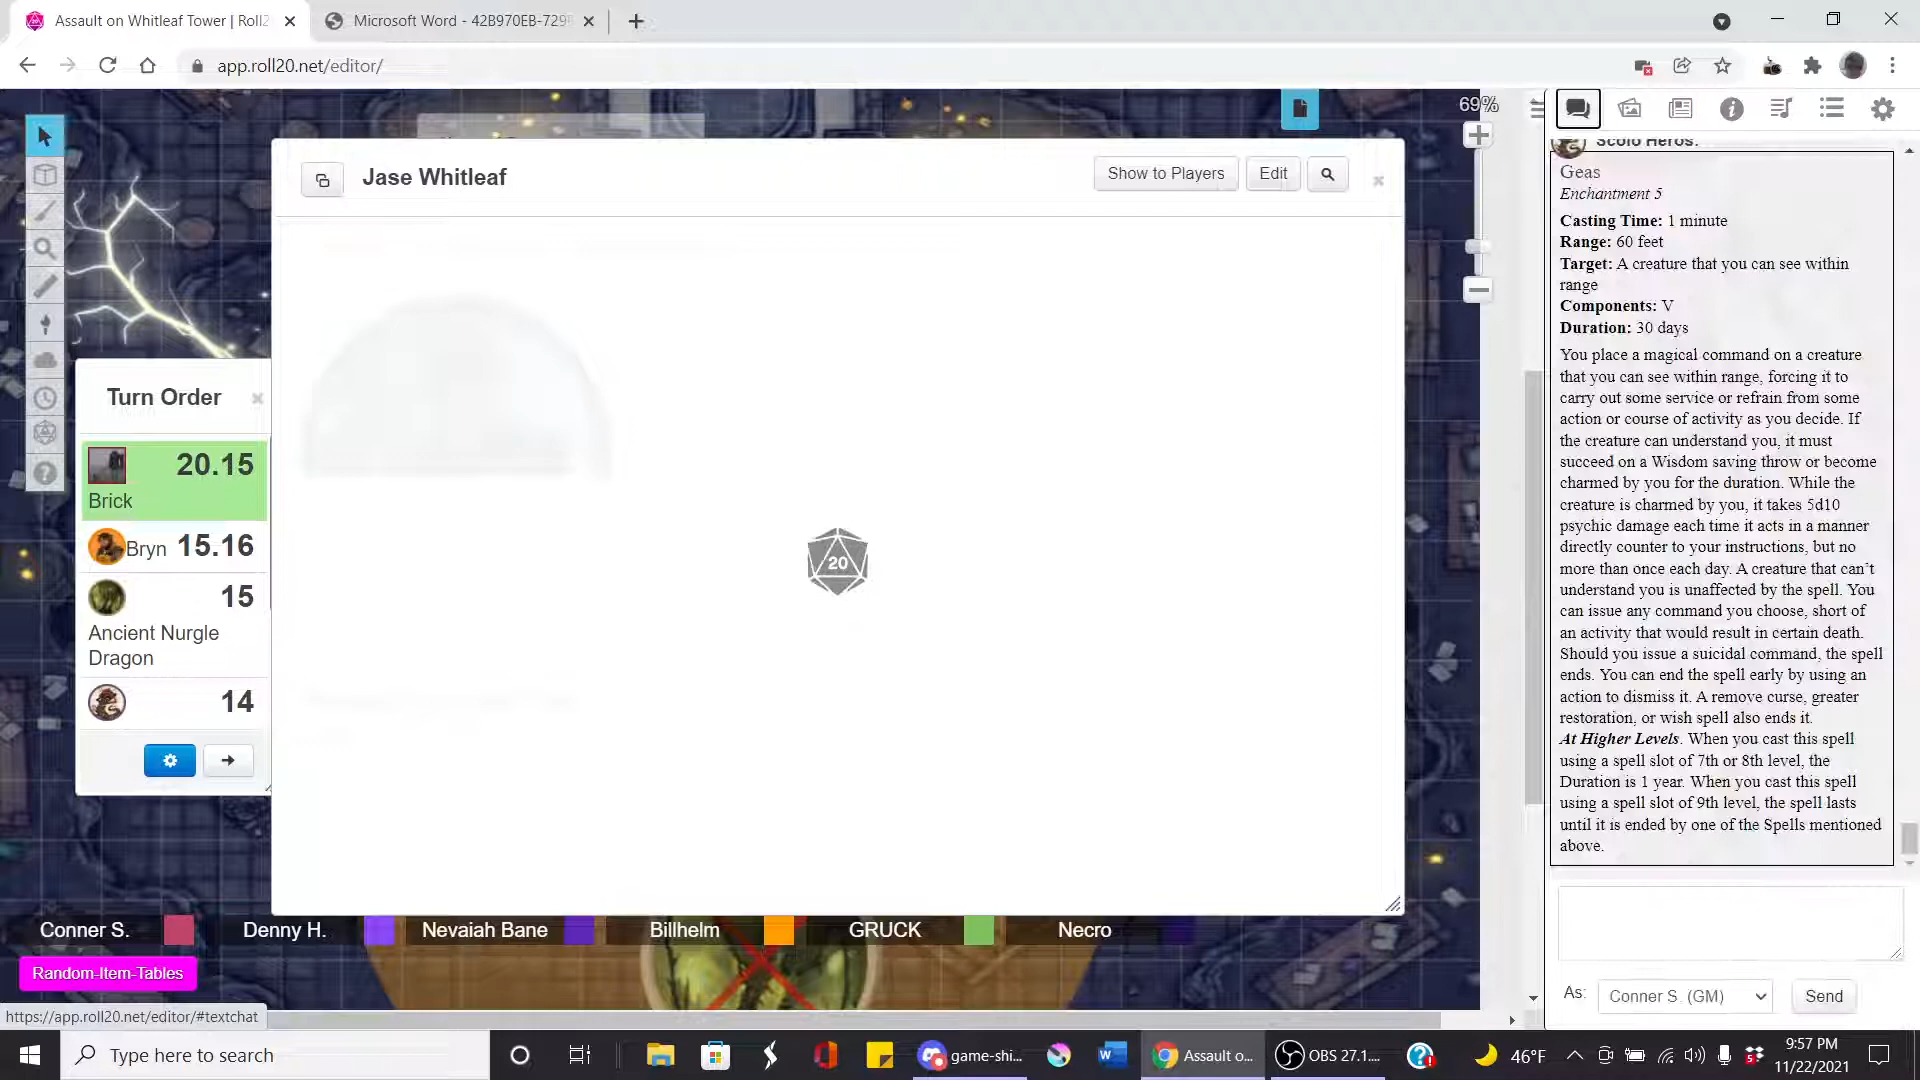 Assault on Whitleaf Tower | Roll2
Microsoft Word - 42B970EB-729F
app.roll20.net/editor/
69%
Jase Whitleaf
Show to Players
Edit
20
Turn Order
20.15
Brick
Bryn 15.16
15
Ancient Nurgle
Dragon
14
Conner S.
Denny H.
Nevaiah Bane
Billhelm
GRUCK
Necro
Random-Item-Tables
https://app.roll20.net/editor/#textchat
Scolo Heros:
Geas
Enchantment 5
Casting Time: 1 minute
Range: 60 feet
Target: A creature that you can see within
range
Components: V
Duration: 30 days
You place a magical command on a creature
that you can see within range, forcing it to
carry out some service or refrain from some
action or course of activity as you decide. If
the creature can understand you, it must
succeed on a Wisdom saving throw or become
charmed by you for the duration. While the
creature is charmed by you, it takes 5d10
psychic damage each time it acts in a manner
directly counter to your instructions, but no
more than once each day. A creature that can’t
understand you is unaffected by the spell. You
can issue any command you choose, short of
an activity that would result in certain death.
Should you issue a suicidal command, the spell
ends. You can end the spell early by using an
action to dismiss it. A remove curse, greater
restoration, or wish spell also ends it.
At Higher Levels. When you cast this spell
using a spell slot of 7th or 8th level, the
Duration is 1 year. When you cast this spell
using a spell slot of 9th level, the spell lasts
until it is ended by one of the Spells mentioned
above.
As:
Conner S. (GM)
Send
Type here to search
game-shi...
Assault o...
OBS 27.1....
46°F
5
9:57 PM
11/22/2021